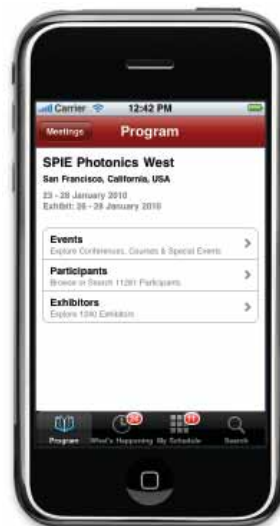 Carrier 12:42 PM
Meetings Program
SPIE Photonics West
San Francisco, California, USA
23 - 28 January 2010
Exhibit: 26 - 28 January 2010
Events
Explore Conferences, Courses & Special Events
Participants
Browse or Search 11261 Participants
Exhibitors
Explore 1240 Exhibitors
Program What's Happening My Schedule Search